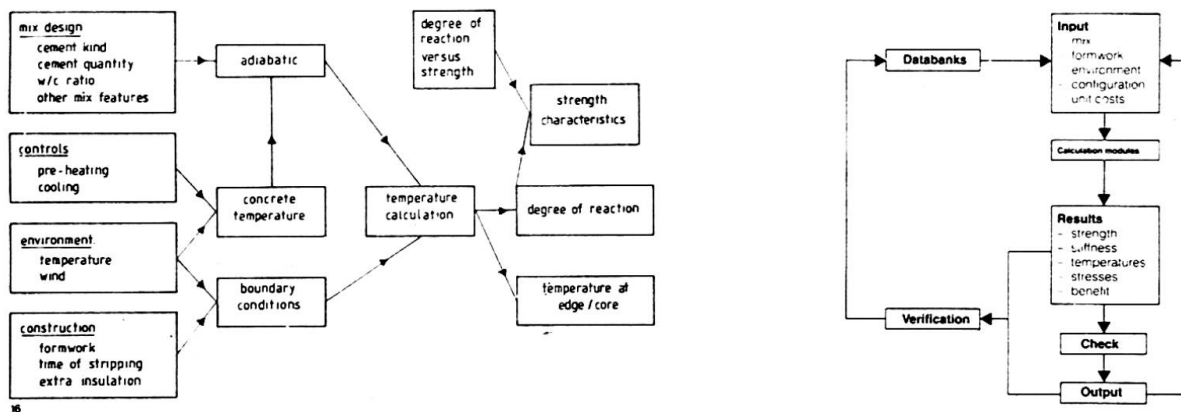 mix design
cement kind
cement quantity
w/c ratio
other mix features
controls
pre-heating
cooling
environment.
temperature
wind
construction
formwork
time of stripping
extra insulation
16
adiabatic
concrete
temperature
boundary
conditions
temperature
calculation
degree of
reaction
versus
strength
strength
characteristics
degree of reaction
temperature at
edge/core
Databanks
Verification
Input
- mix
- formwork
- environment
- configuration
- unit costs
Calculation modules
Results
- strength
- stiffness
- temperatures
- stresses
- benefit
Check
Output